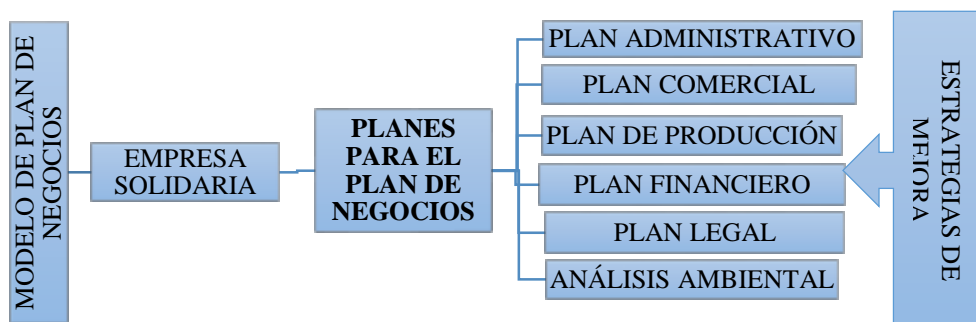 MODELO DE PLAN DE
NEGOCIOS
EMPRESA
SOLIDARIA
PLANES
PARA EL
PLAN DE
NEGOCIOS
PLAN ADMINISTRATIVO
PLAN COMERCIAL
PLAN DE PRODUCCIÓN
PLAN FINANCIERO
PLAN LEGAL
ANÁLISIS AMBIENTAL
ESTRATEGIAS DE
MEJORA